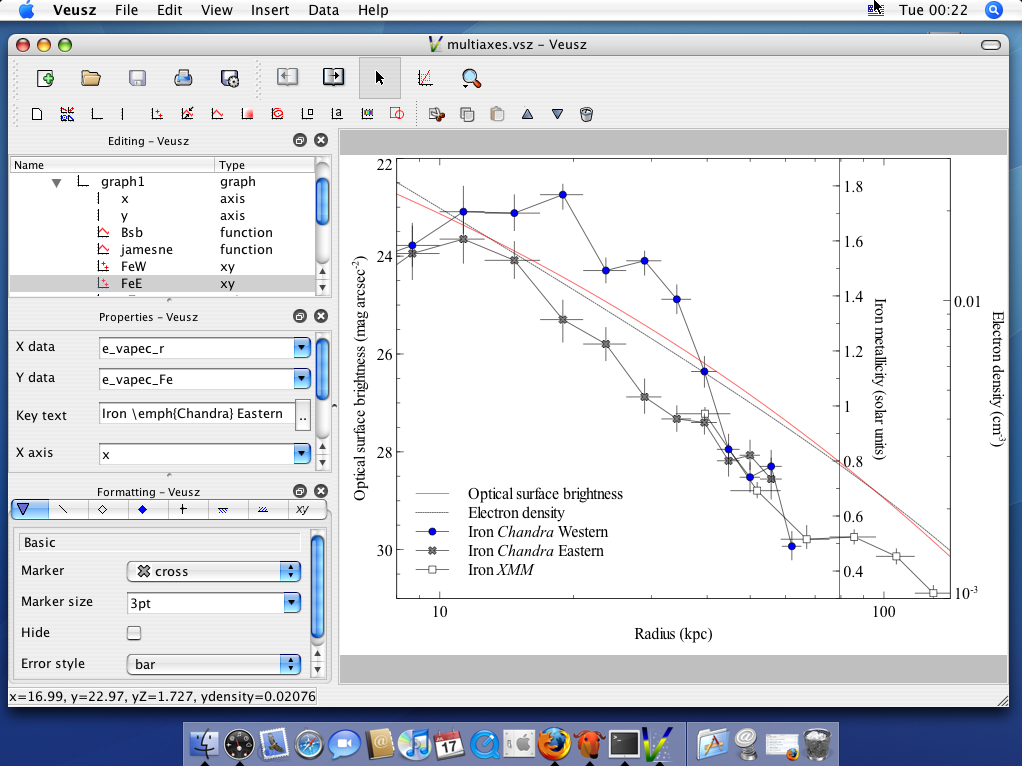 Veusz File Edit View Insert Data Help Tue 00:22
multiaxes.vsz – Veusz
Editing – Veusz
Name Type
graph1 graph
x axis
y axis
Bsb function
jamesne function
FeW xy
FeE xy
Properties – Veusz
X data e_vapec_r
Y data e_vapec_Fe
Key text Iron \emph{Chandra} Eastern ..
X axis x
Formatting – Veusz
xy
Basic
Marker cross
Marker size 3pt
Hide
Error style bar
x=16.99, y=22.97, yZ=1.727, ydensity=0.02076
Optical surface brightness (mag arcsec⁻²)
22
24
26
28
30
Optical surface brightness
Electron density
Iron Chandra Western
Iron Chandra Eastern
Iron XMM
10 100
Radius (kpc)
1.8
1.6
1.4
1.2
1
0.8
0.6
0.4
Iron metallicity (solar units)
0.01
10⁻³
Electron density (cm⁻³)
17